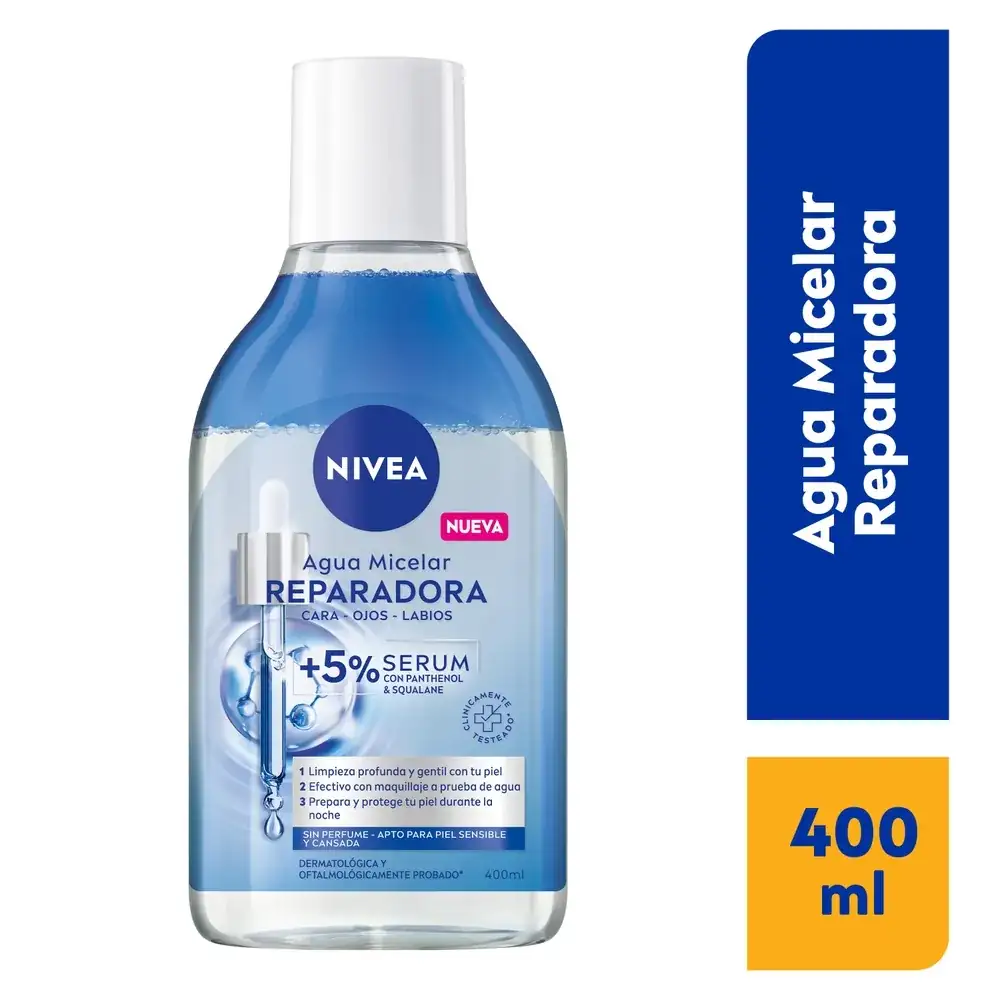 NIVEA
NUEVA
Agua Micelar
REPARADORA
CARA - OJOS - LABIOS
+5% SERUM
CON PANTHENOL
& SQUALANE
CLINICAMENTE
TESTEADO*
1 Limpieza profunda y gentil con tu piel
2 Efectivo con maquillaje a prueba de agua
3 Prepara y protege tu piel durante la
noche
SIN PERFUME - APTO PARA PIEL SENSIBLE
Y CANSADA
DERMATOLÓGICA Y
OFTALMOLÓGICAMENTE PROBADO*
400ml
Agua Micelar
Reparadora
400
ml